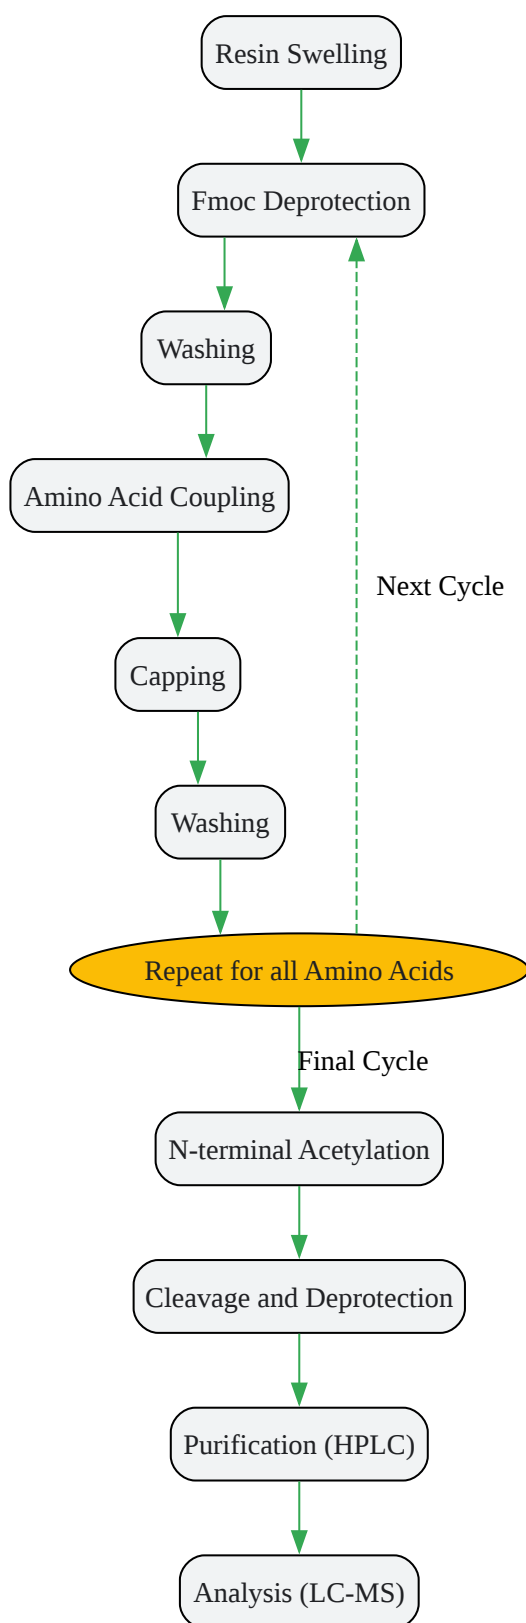 Resin Swelling
Fmoc Deprotection
Washing
Amino Acid Coupling
Next Cycle
Capping
Washing
Repeat for all Amino Acids
Final Cycle
N-terminal Acetylation
Cleavage and Deprotection
Purification (HPLC)
Analysis (LC-MS)